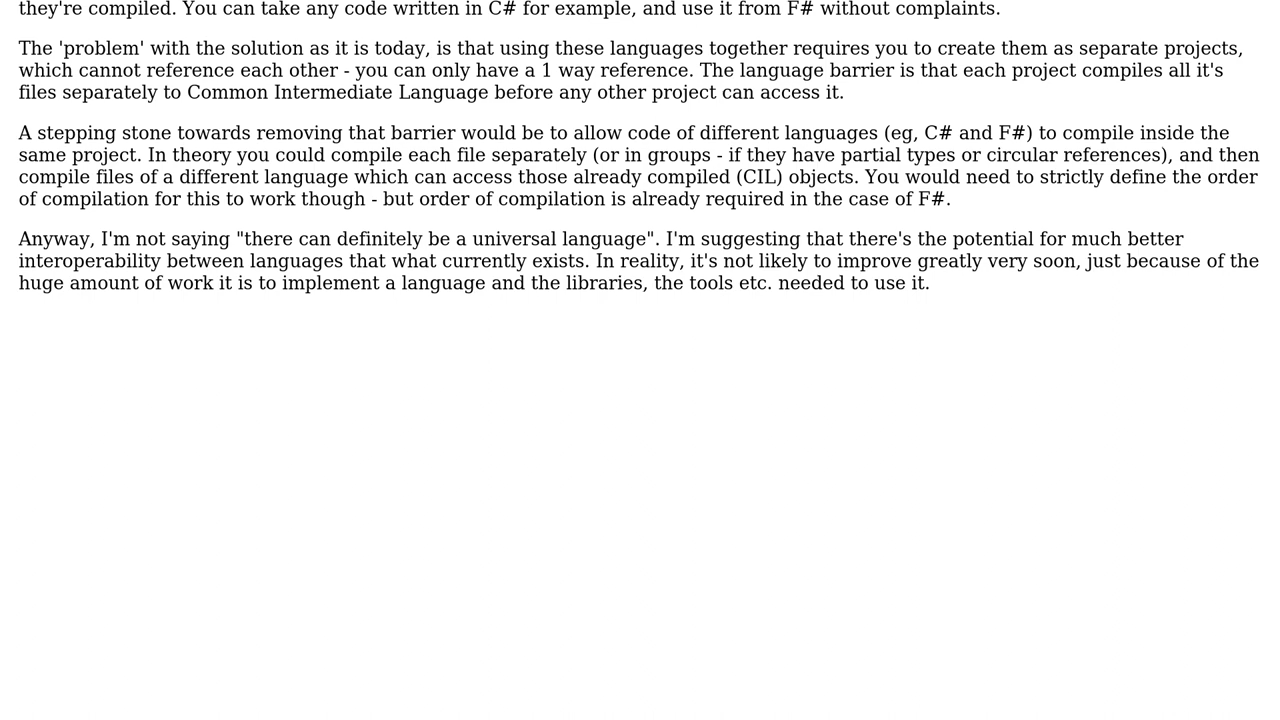 they're compiled. You can take any code written in C# for example, and use it from F# without complaints.
The 'problem' with the solution as it is today, is that using these languages together requires you to create them as separate projects,
which cannot reference each other - you can only have a 1 way reference. The language barrier is that each project compiles all it's
files separately to Common Intermediate Language before any other project can access it.
A stepping stone towards removing that barrier would be to allow code of different languages (eg, C# and F#) to compile inside the
same project. In theory you could compile each file separately (or in groups - if they have partial types or circular references), and then
compile files of a different language which can access those already compiled (CIL) objects. You would need to strictly define the order
of compilation for this to work though - but order of compilation is already required in the case of F#.
Anyway, I'm not saying "there can definitely be a universal language". I'm suggesting that there's the potential for much better
interoperability between languages that what currently exists. In reality, it's not likely to improve greatly very soon, just because of the
huge amount of work it is to implement a language and the libraries, the tools etc. needed to use it.